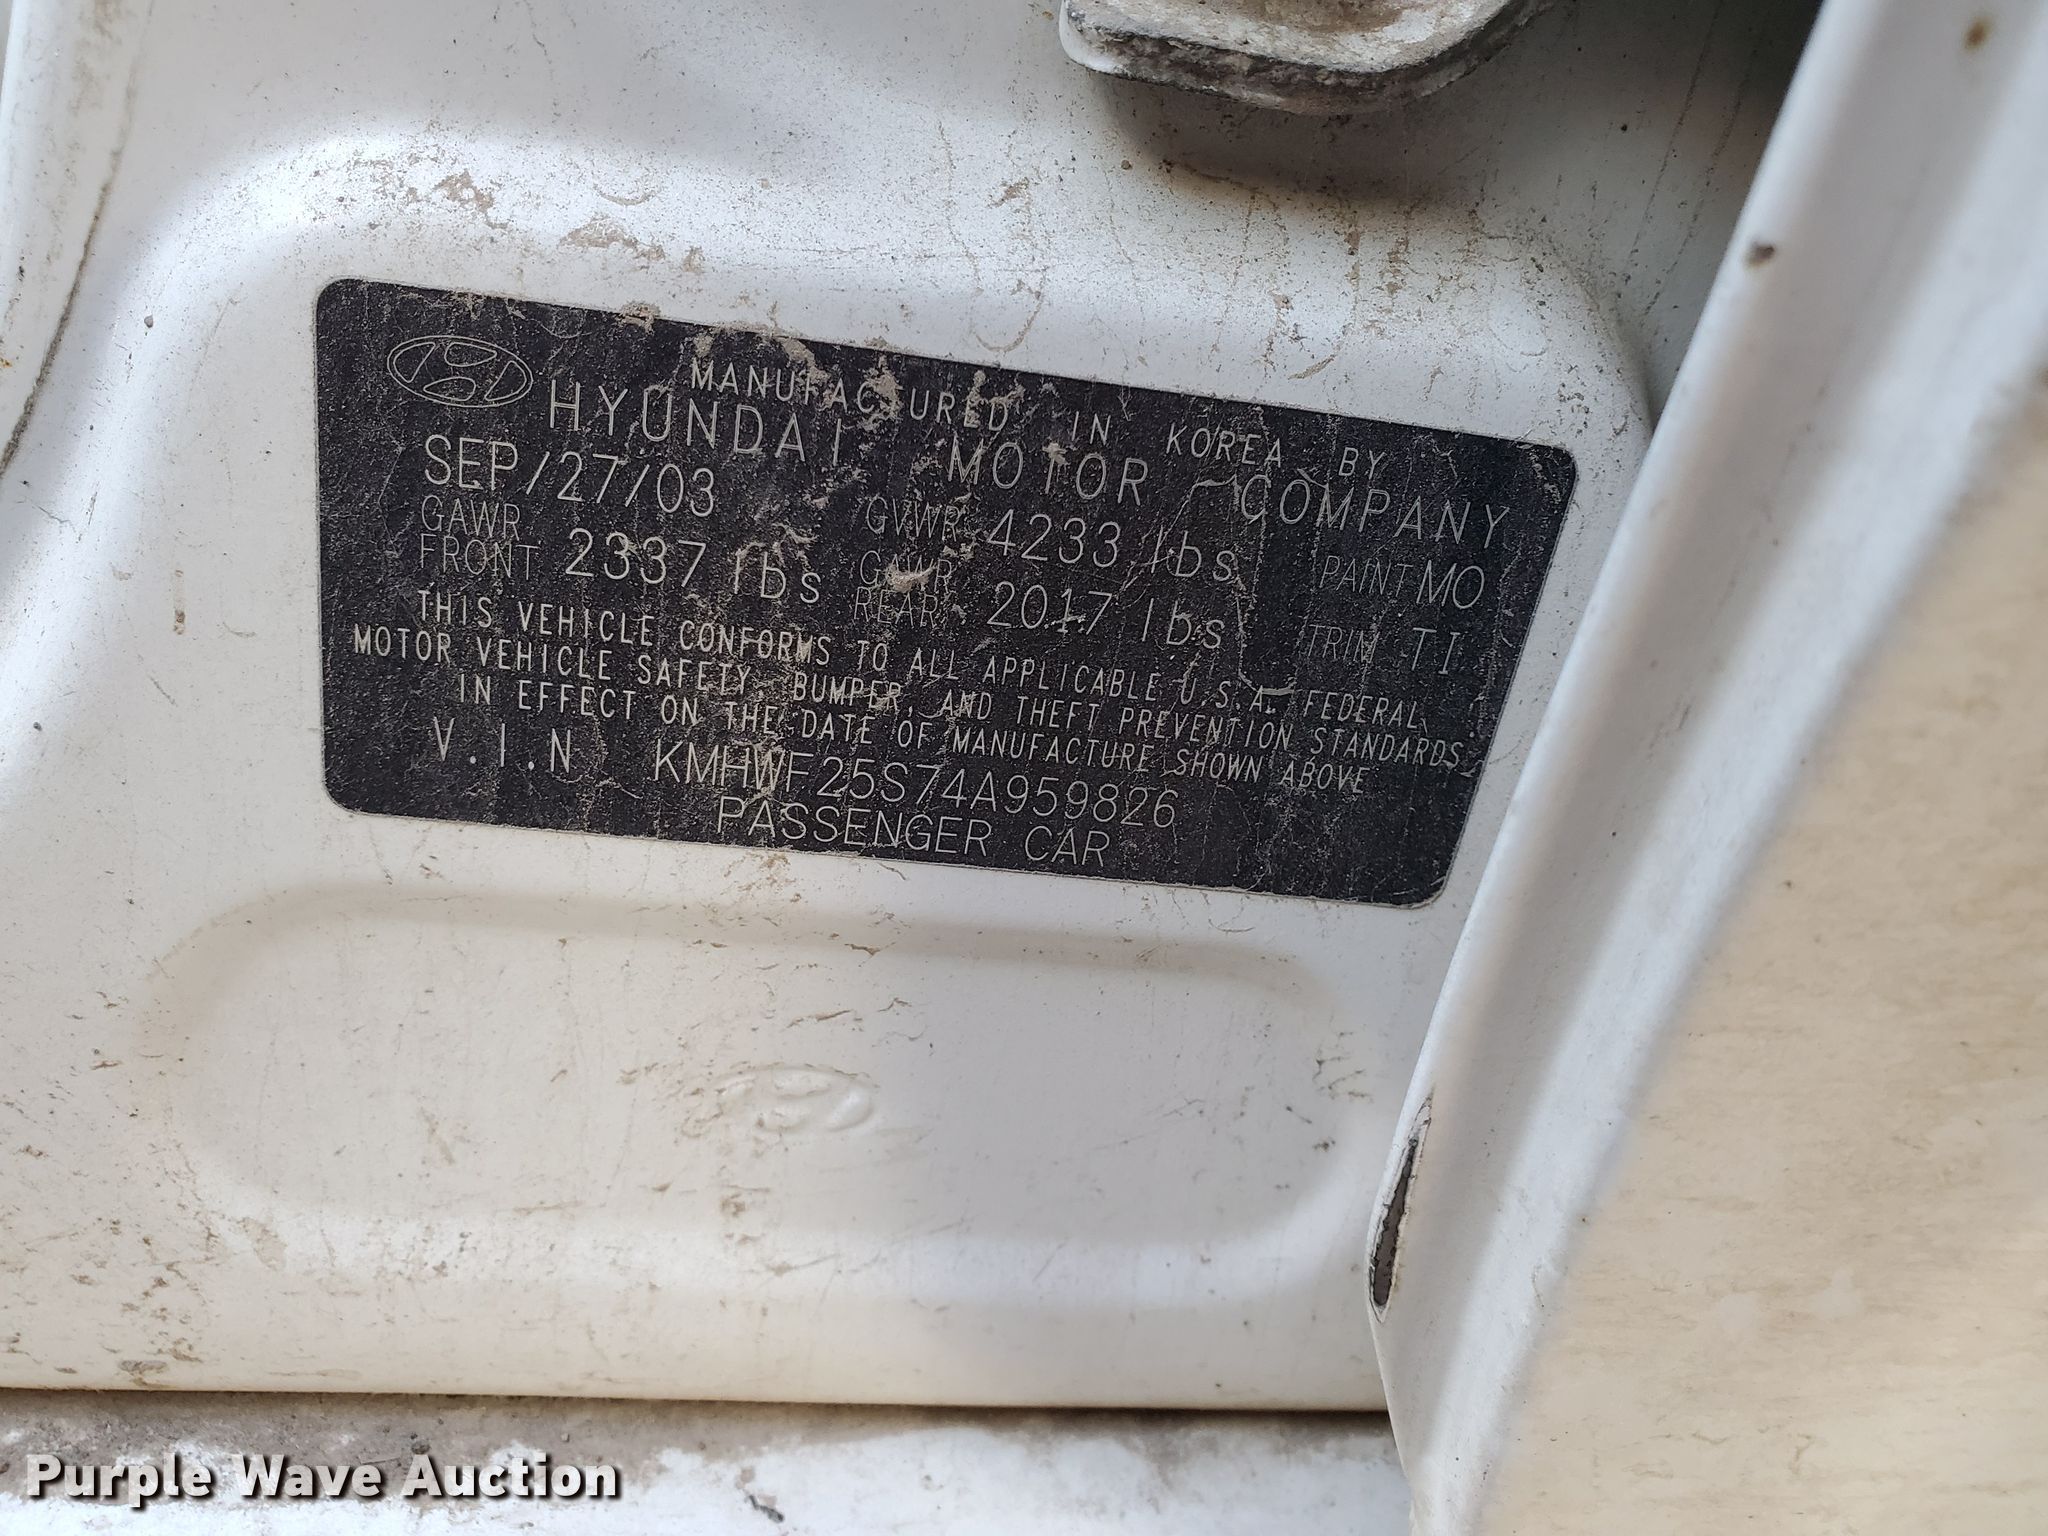 MANUFACTURED IN KOREA BY
HYUNDAI MOTOR COMPANY
SEP/27/03 GVWR 4233 lbs PAINT MO
GAWR FRONT 2337 lbs GAWR REAR 2017 lbs TRIM TI
THIS VEHICLE CONFORMS TO ALL APPLICABLE U.S.A. FEDERAL
MOTOR VEHICLE SAFETY, BUMPER, AND THEFT PREVENTION STANDARDS
IN EFFECT ON THE DATE OF MANUFACTURE SHOWN ABOVE
V.I.N KMHWF25S74A959826
PASSENGER CAR
Purple Wave Auction